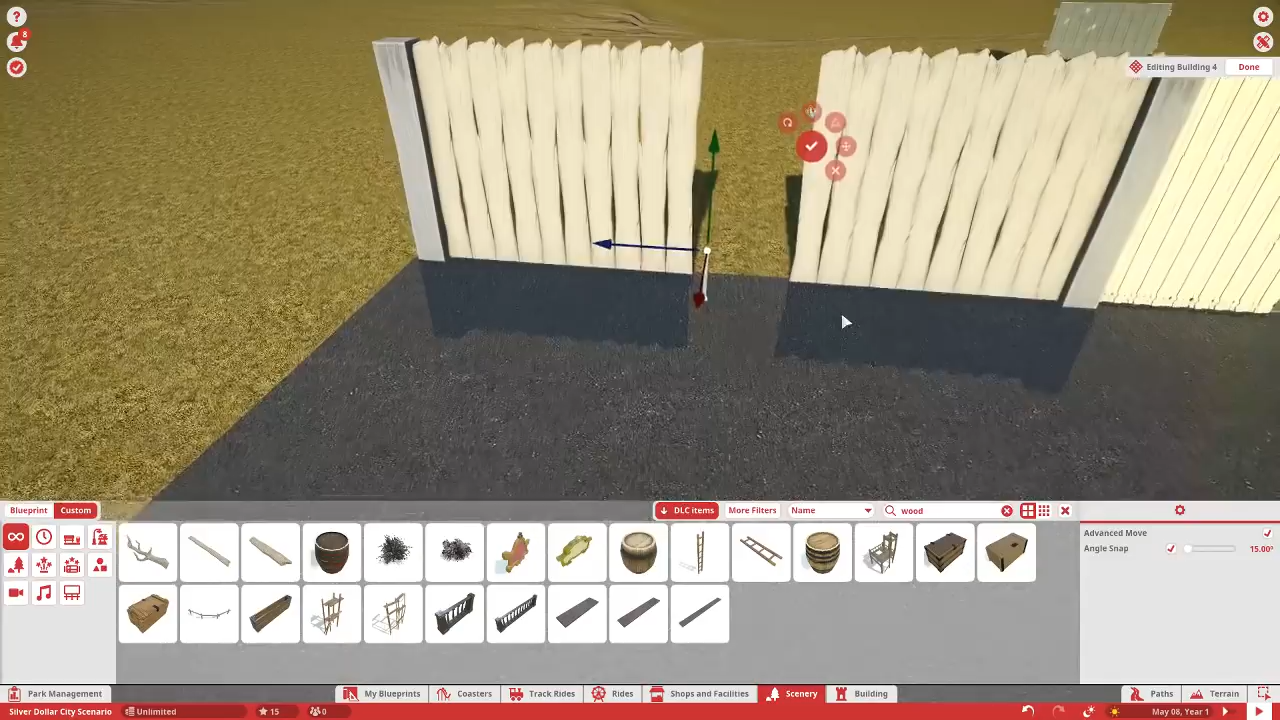 ?
8
Editing Building 4
Done
Blueprint
Custom
DLC items
More Filters
Name
wood
Advanced Move
Angle Snap
15.00°
Park Management
My Blueprints
Coasters
Track Rides
Rides
Shops and Facilities
Scenery
Building
Paths
Terrain
Silver Dollar City Scenario
Unlimited
15
0
May 08, Year 1